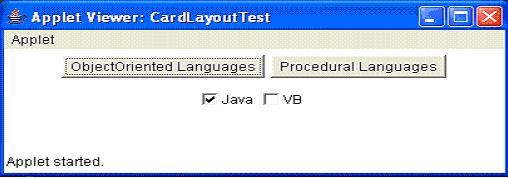 Applet Viewer: CardLayoutTest
Applet
ObjectOriented Languages Procedural Languages
Java VB
Applet started.